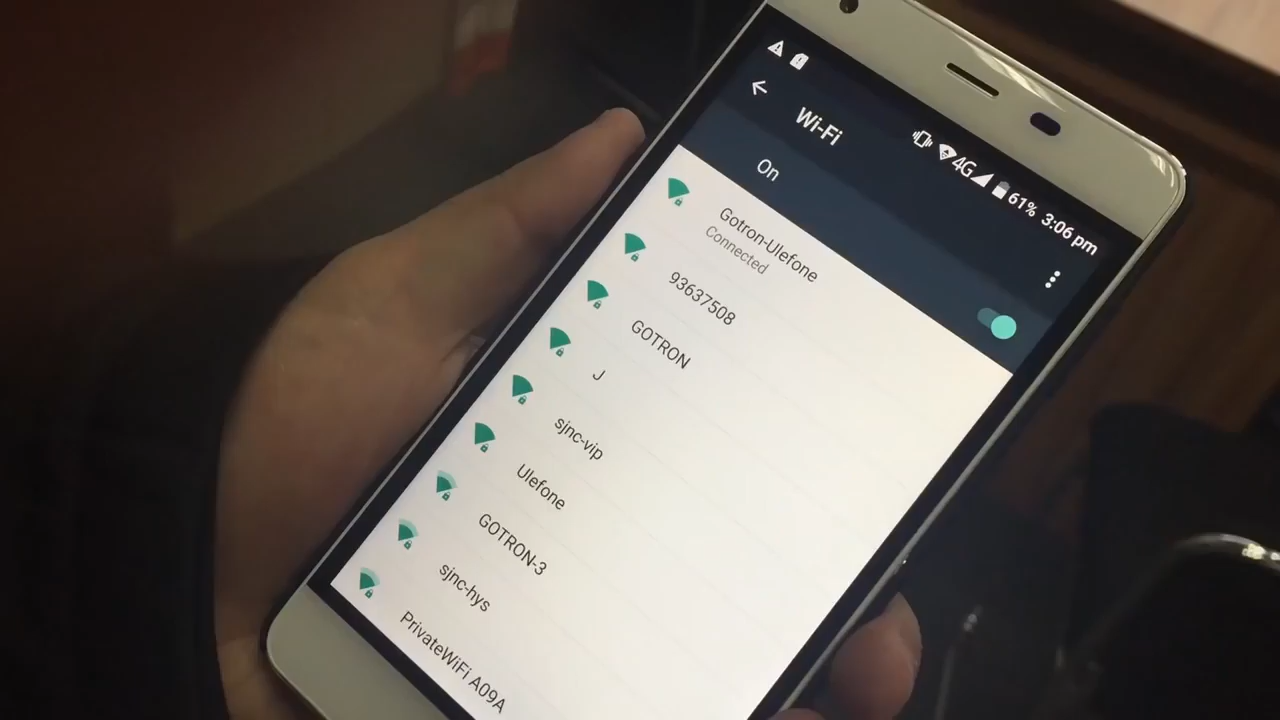 4G 61% 3:06 pm
Wi-Fi
On
Gotron-Ulefone
Connected
93637508
GOTRON
J
sjnc-vip
Ulefone
GOTRON-3
sjnc-hys
PrivateWiFi A09A